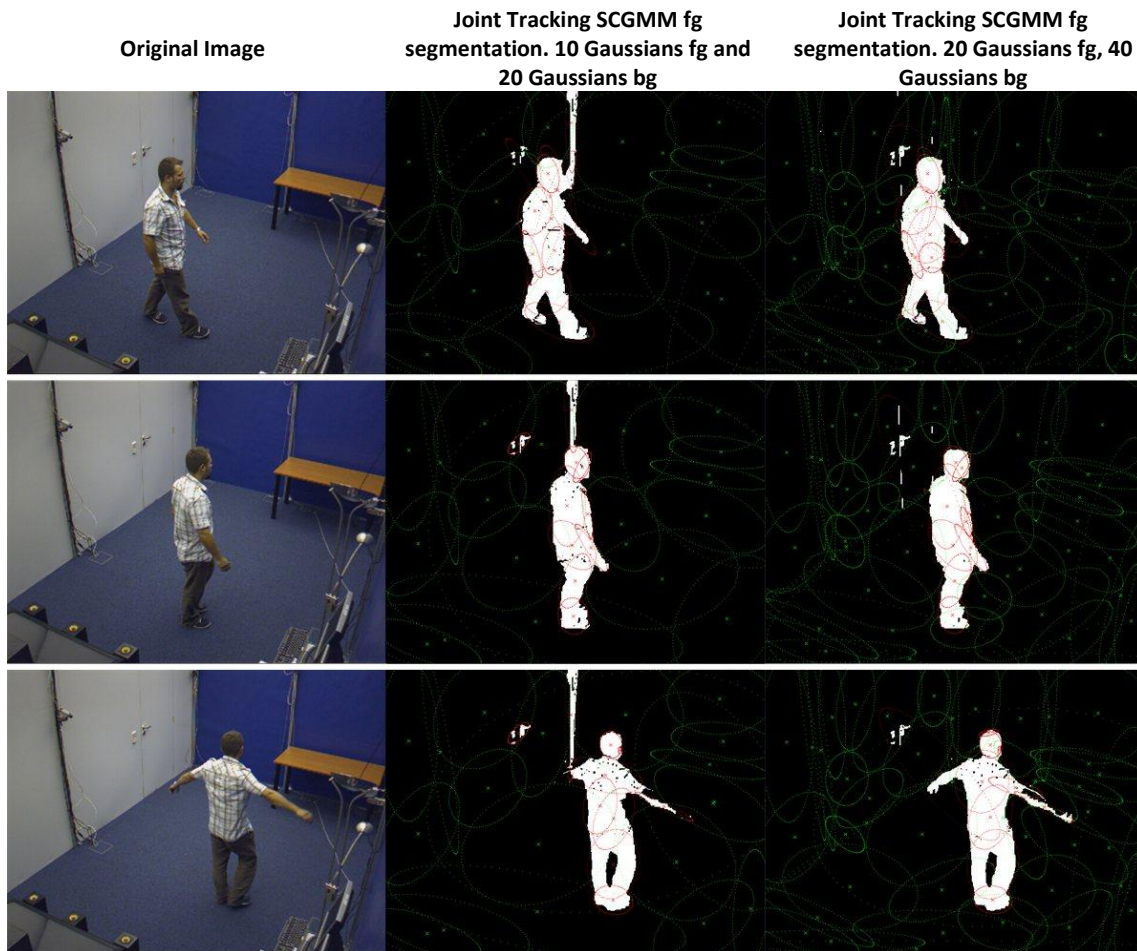 Original Image
Joint Tracking SCGMM fg
segmentation. 10 Gaussians fg and
20 Gaussians bg
Joint Tracking SCGMM fg
segmentation. 20 Gaussians fg, 40
Gaussians bg